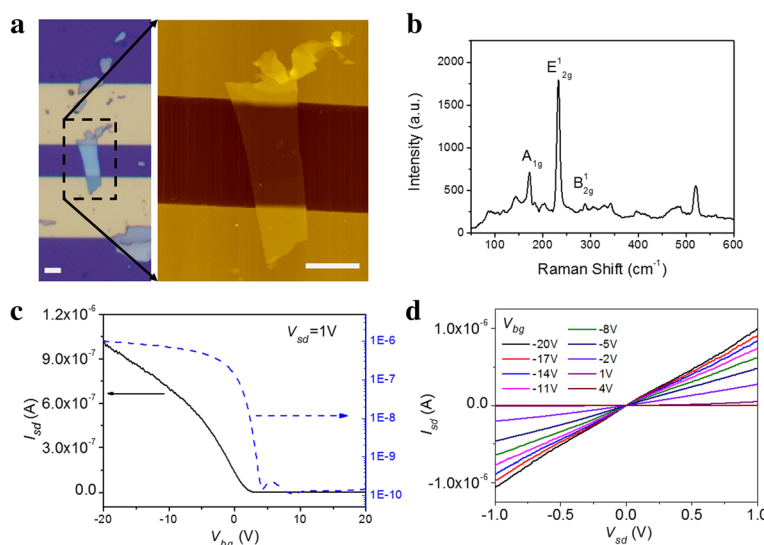 a
b
2000
1500
1000
500
0
Intensity (a.u.)
A1g
E¹2g
B¹2g
100 200 300 400 500 600
Raman Shift (cm⁻¹)
c
1.2x10⁻⁶
9.0x10⁻⁷
6.0x10⁻⁷
3.0x10⁻⁷
0.0
Isd (A)
Vsd=1V
1E-6
1E-7
1E-8
1E-9
1E-10
-20 -10 0 10 20
Vbg (V)
d
1.0x10⁻⁶
0.0
-1.0x10⁻⁶
Isd (A)
Vbg
-20V -8V
-17V -5V
-14V -2V
-11V 1V
4V
-1.0 -0.5 0.0 0.5 1.0
Vsd (V)